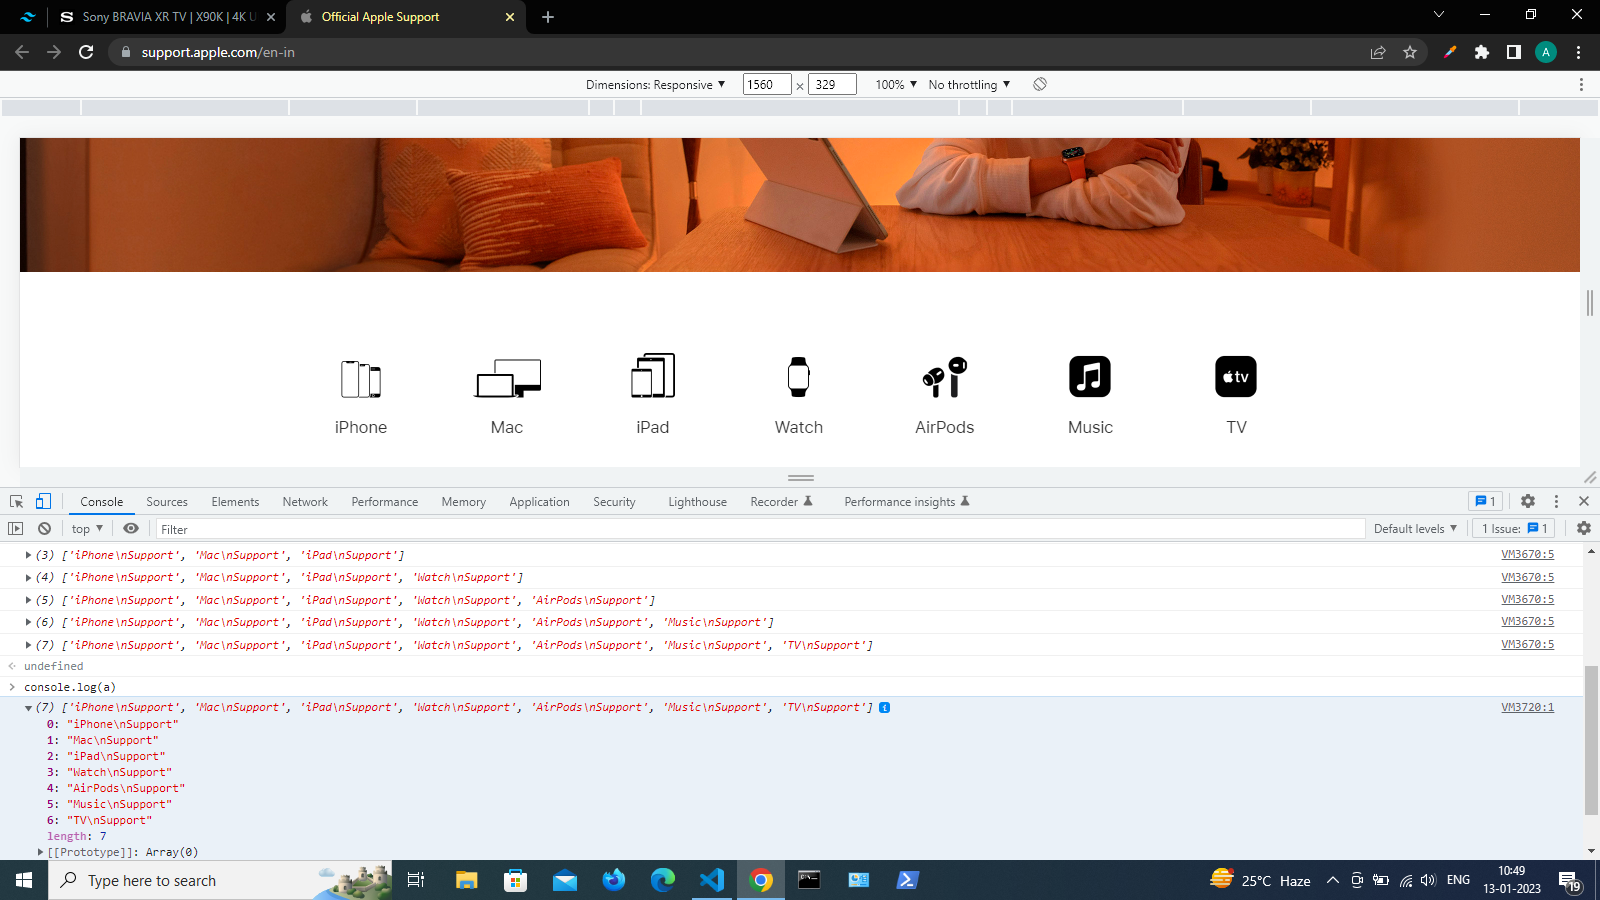 Sony BRAVIA XR TV | X90K | 4K U
Official Apple Support
support.apple.com/en-in
A
Dimensions: Responsive ▼ 1560 × 329 100% ▼ No throttling ▼
tv
iPhone Mac iPad Watch AirPods Music TV
Console Sources Elements Network Performance Memory Application Security Lighthouse Recorder Performance insights 1
top ▼ Filter Default levels ▼ 1 Issue: 1
(3) ['iPhone\nSupport', 'Mac\nSupport', 'iPad\nSupport'] VM3670:5
(4) ['iPhone\nSupport', 'Mac\nSupport', 'iPad\nSupport', 'Watch\nSupport'] VM3670:5
(5) ['iPhone\nSupport', 'Mac\nSupport', 'iPad\nSupport', 'Watch\nSupport', 'AirPods\nSupport'] VM3670:5
(6) ['iPhone\nSupport', 'Mac\nSupport', 'iPad\nSupport', 'Watch\nSupport', 'AirPods\nSupport', 'Music\nSupport'] VM3670:5
(7) ['iPhone\nSupport', 'Mac\nSupport', 'iPad\nSupport', 'Watch\nSupport', 'AirPods\nSupport', 'Music\nSupport', 'TV\nSupport'] VM3670:5
undefined
console.log(a)
(7) ['iPhone\nSupport', 'Mac\nSupport', 'iPad\nSupport', 'Watch\nSupport', 'AirPods\nSupport', 'Music\nSupport', 'TV\nSupport'] i VM3720:1
0: "iPhone\nSupport"
1: "Mac\nSupport"
2: "iPad\nSupport"
3: "Watch\nSupport"
4: "AirPods\nSupport"
5: "Music\nSupport"
6: "TV\nSupport"
length: 7
[[Prototype]]: Array(0)
Type here to search 25°C Haze ENG 10:49
13-01-2023 19